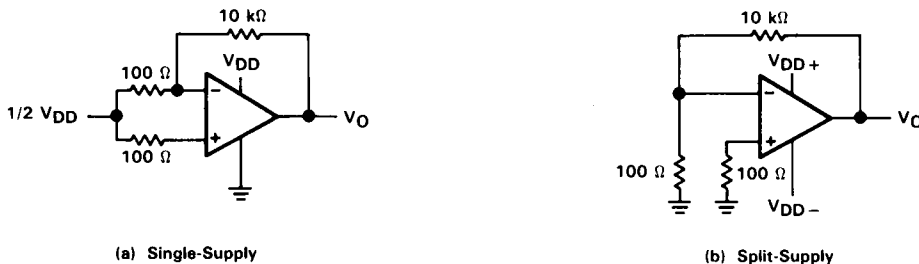 10 kΩ
VDD
100 Ω
1/2 VDD
-
+
VO
100 Ω
(a) Single-Supply
10 kΩ
VDD+
-
+
VO
100 Ω
100 Ω
VDD-
(b) Split-Supply